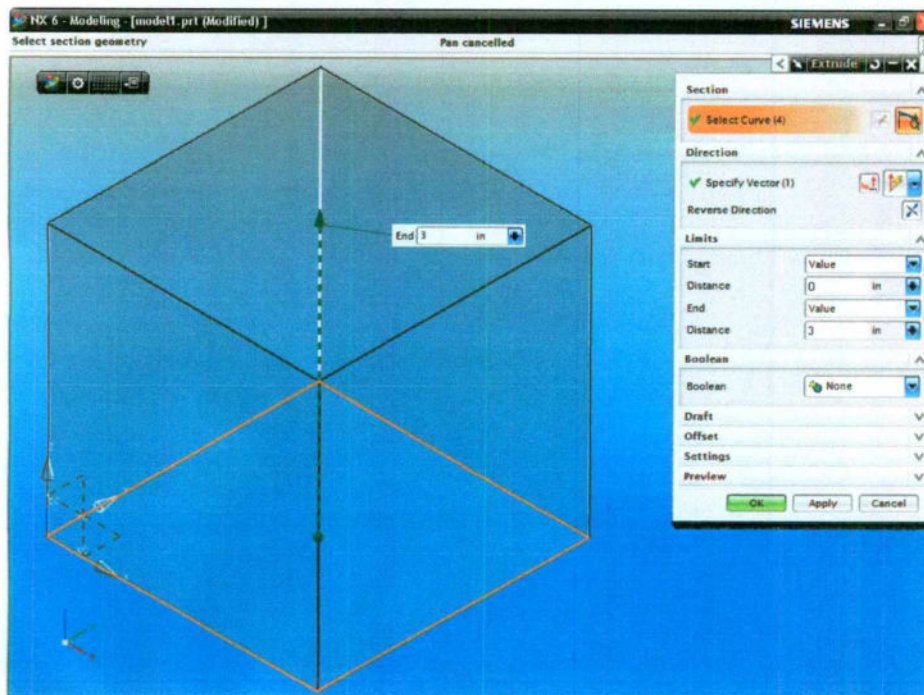 NX 6 - Modeling - [model1.prt (Modified) ]
SIEMENS
Select section geometry
Pan cancelled
Extrude
Section
Select Curve (4)
Direction
Specify Vector (1)
Reverse Direction
End 3 in
Limits
Start Value
Distance 0 in
End Value
Distance 3 in
Boolean
Boolean None
Draft
Offset
Settings
Preview
OK Apply Cancel